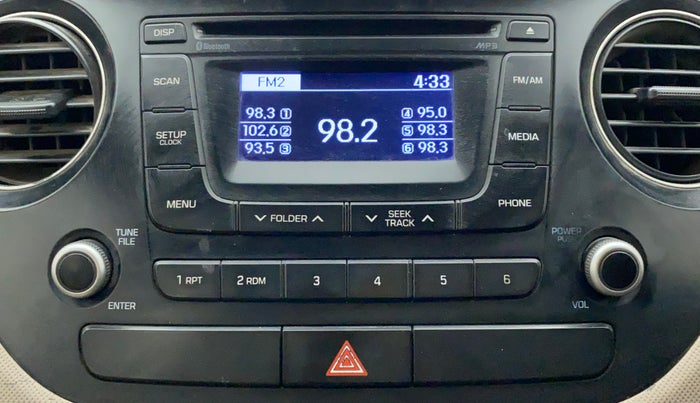 DISP
Bluetooth
MP3
SCAN
FM2
4:33
FM/AM
98.3 1
102.6 2
93.5 3
98.2
4 95.0
5 98.3
6 98.3
SETUP
CLOCK
MEDIA
MENU
FOLDER
SEEK
TRACK
PHONE
TUNE
FILE
POWER
1 RPT
2 RDM
3
4
5
6
ENTER
VOL